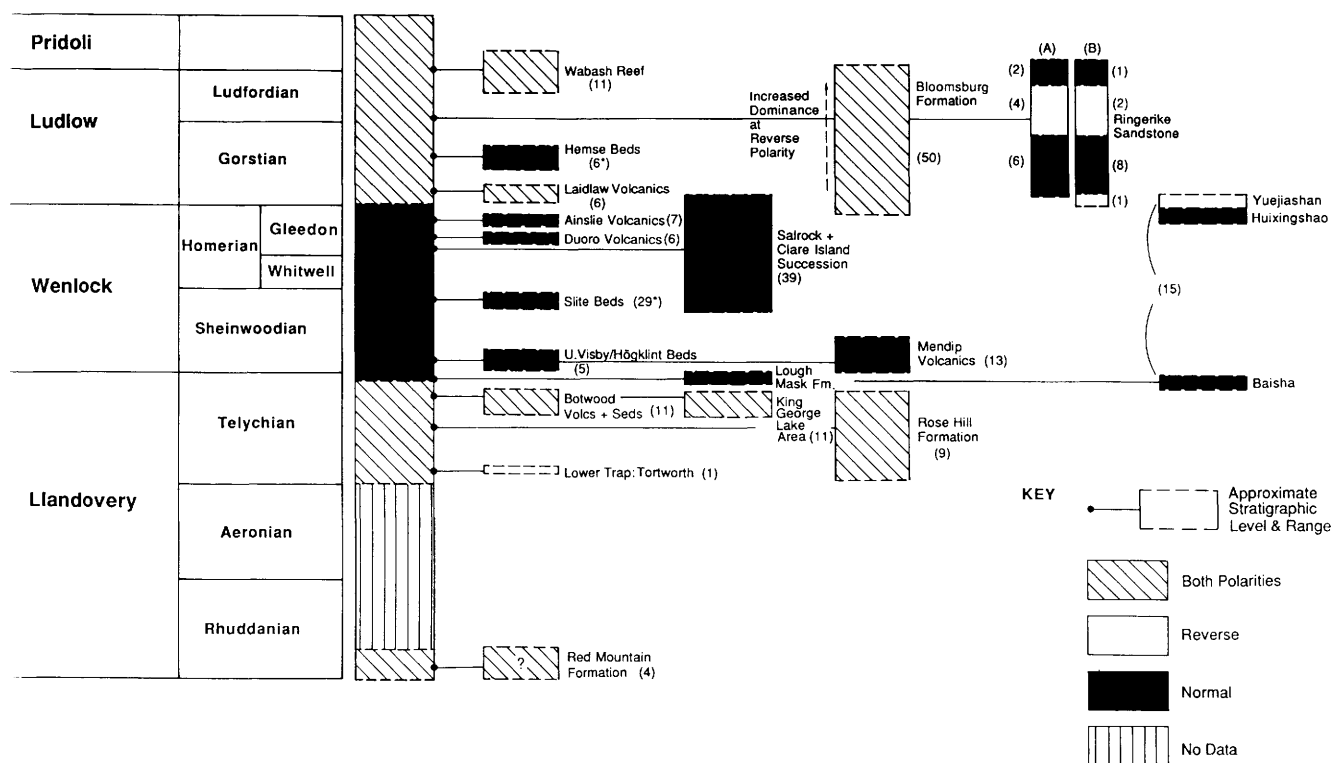 Pridoli
Ludlow
Wenlock
Llandovery
Ludfordian
Gorstian
Homerian
Gleedon
Whitwell
Sheinwoodian
Telychian
Aeronian
Rhuddanian
Wabash Reef
(11)
Hemse Beds
(6*)
Laidlaw Volcanics
(6)
Ainslie Volcanics (7)
Duoro Volcanics (6)
Slite Beds (29*)
U.Visby/Högklint Beds
(5)
Botwood
Volcs + Seds (11)
Lower Trap: Tortworth (1)
?
Red Mountain
Formation (4)
Salrock +
Clare Island
Succession
(39)
Lough
Mask Fm.
King
George
Lake
Area (11)
Increased
Dominance
at
Reverse
Polarity
Bloomsburg
Formation
(50)
Mendip
Volcanics (13)
Rose Hill
Formation
(9)
(A) (B)
(2) (1)
(4) (2)
Ringerike
Sandstone
(6) (8)
(1)
Yuejiashan
Huixingshao
(15)
Baisha
KEY
Approximate
Stratigraphic
Level & Range
Both Polarities
Reverse
Normal
No Data